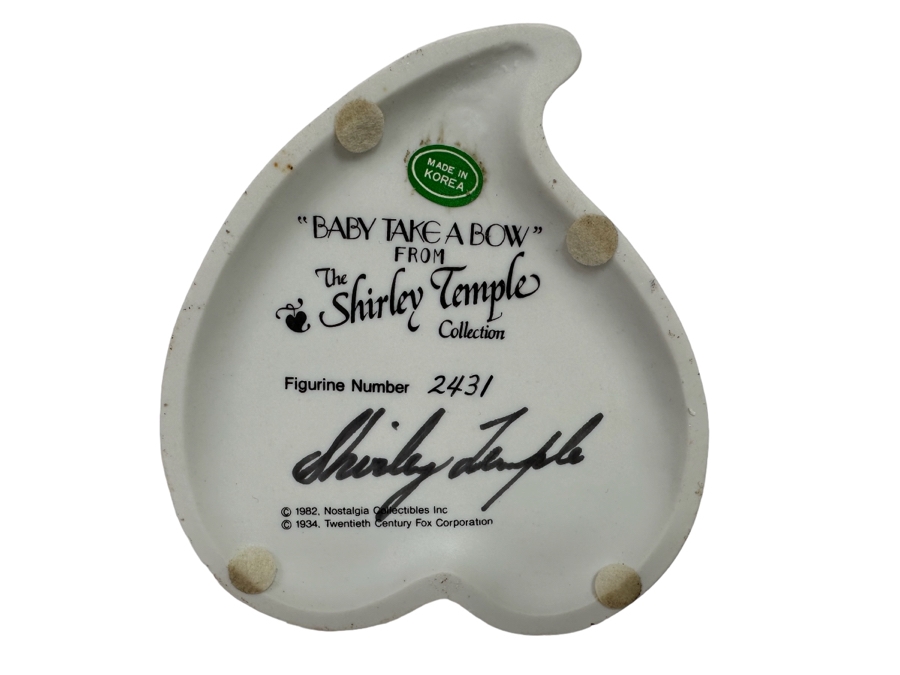 MADE IN
KOREA
"BABY TAKE A BOW"
FROM
The
Shirley Temple
Collection
Figurine Number 2431
Shirley Temple
© 1982, Nostalgia Collectibles Inc
© 1934, Twentieth Century Fox Corporation